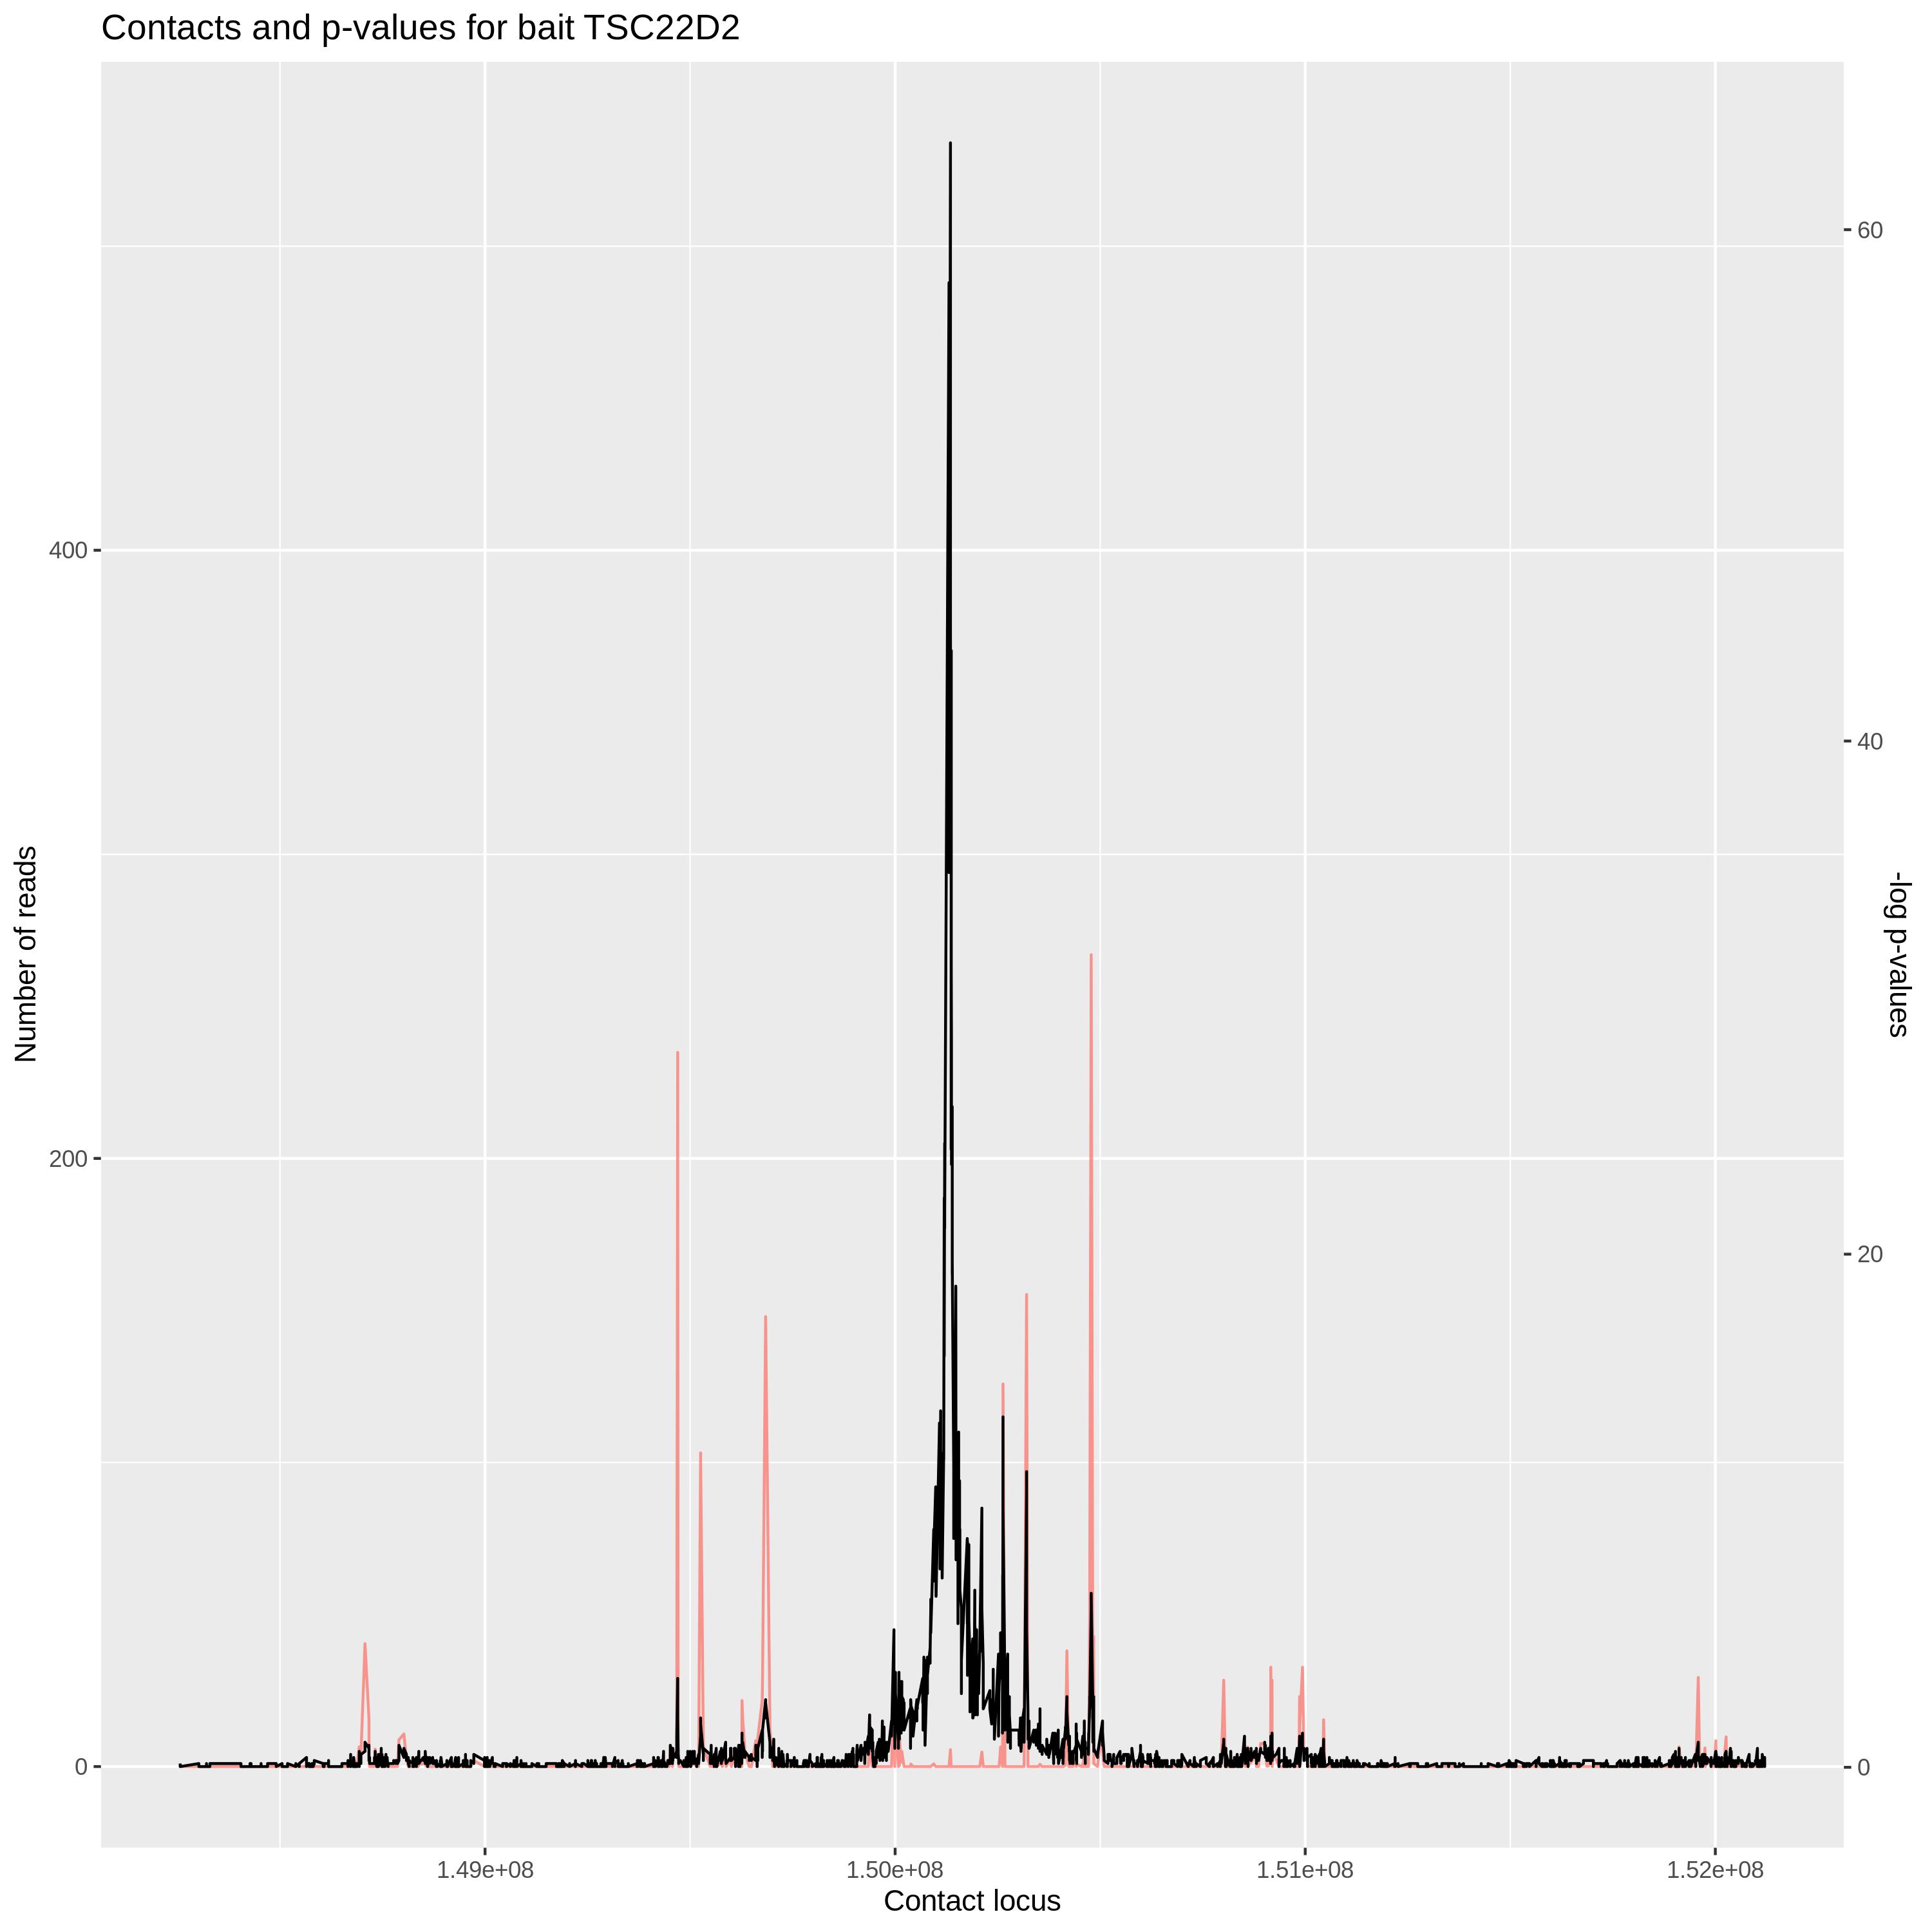 Contacts and p-values for bait TSC22D2
Number of reads
400
200
0
60
40
20
0
-log p-values
1.49e+08
1.50e+08
1.51e+08
1.52e+08
Contact locus